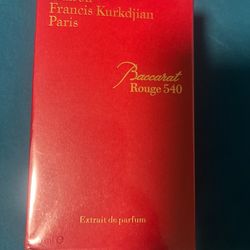 Francis Kurkdjian
Paris
Baccarat
Rouge 540
Extrait de parfum